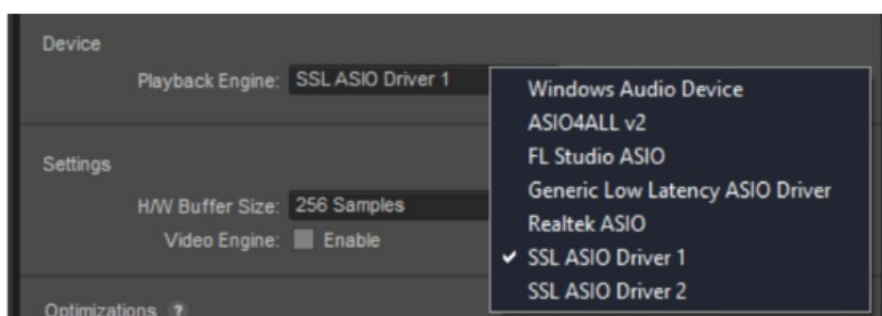 Device
Playback Engine: SSL ASIO Driver 1
Windows Audio Device
ASIO4ALL v2
FL Studio ASIO
Generic Low Latency ASIO Driver
Realtek ASIO
✔ SSL ASIO Driver 1
SSL ASIO Driver 2
Settings
H/W Buffer Size: 256 Samples
Video Engine: Enable
Optimizations ?